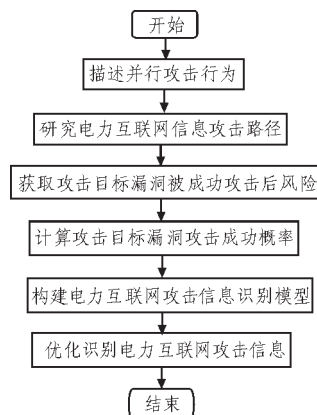 开始
描述并行攻击行为
研究电力互联网信息攻击路径
获取攻击目标漏洞被成功攻击后风险
计算攻击目标漏洞攻击成功概率
构建电力互联网攻击信息识别模型
优化识别电力互联网攻击信息
结束